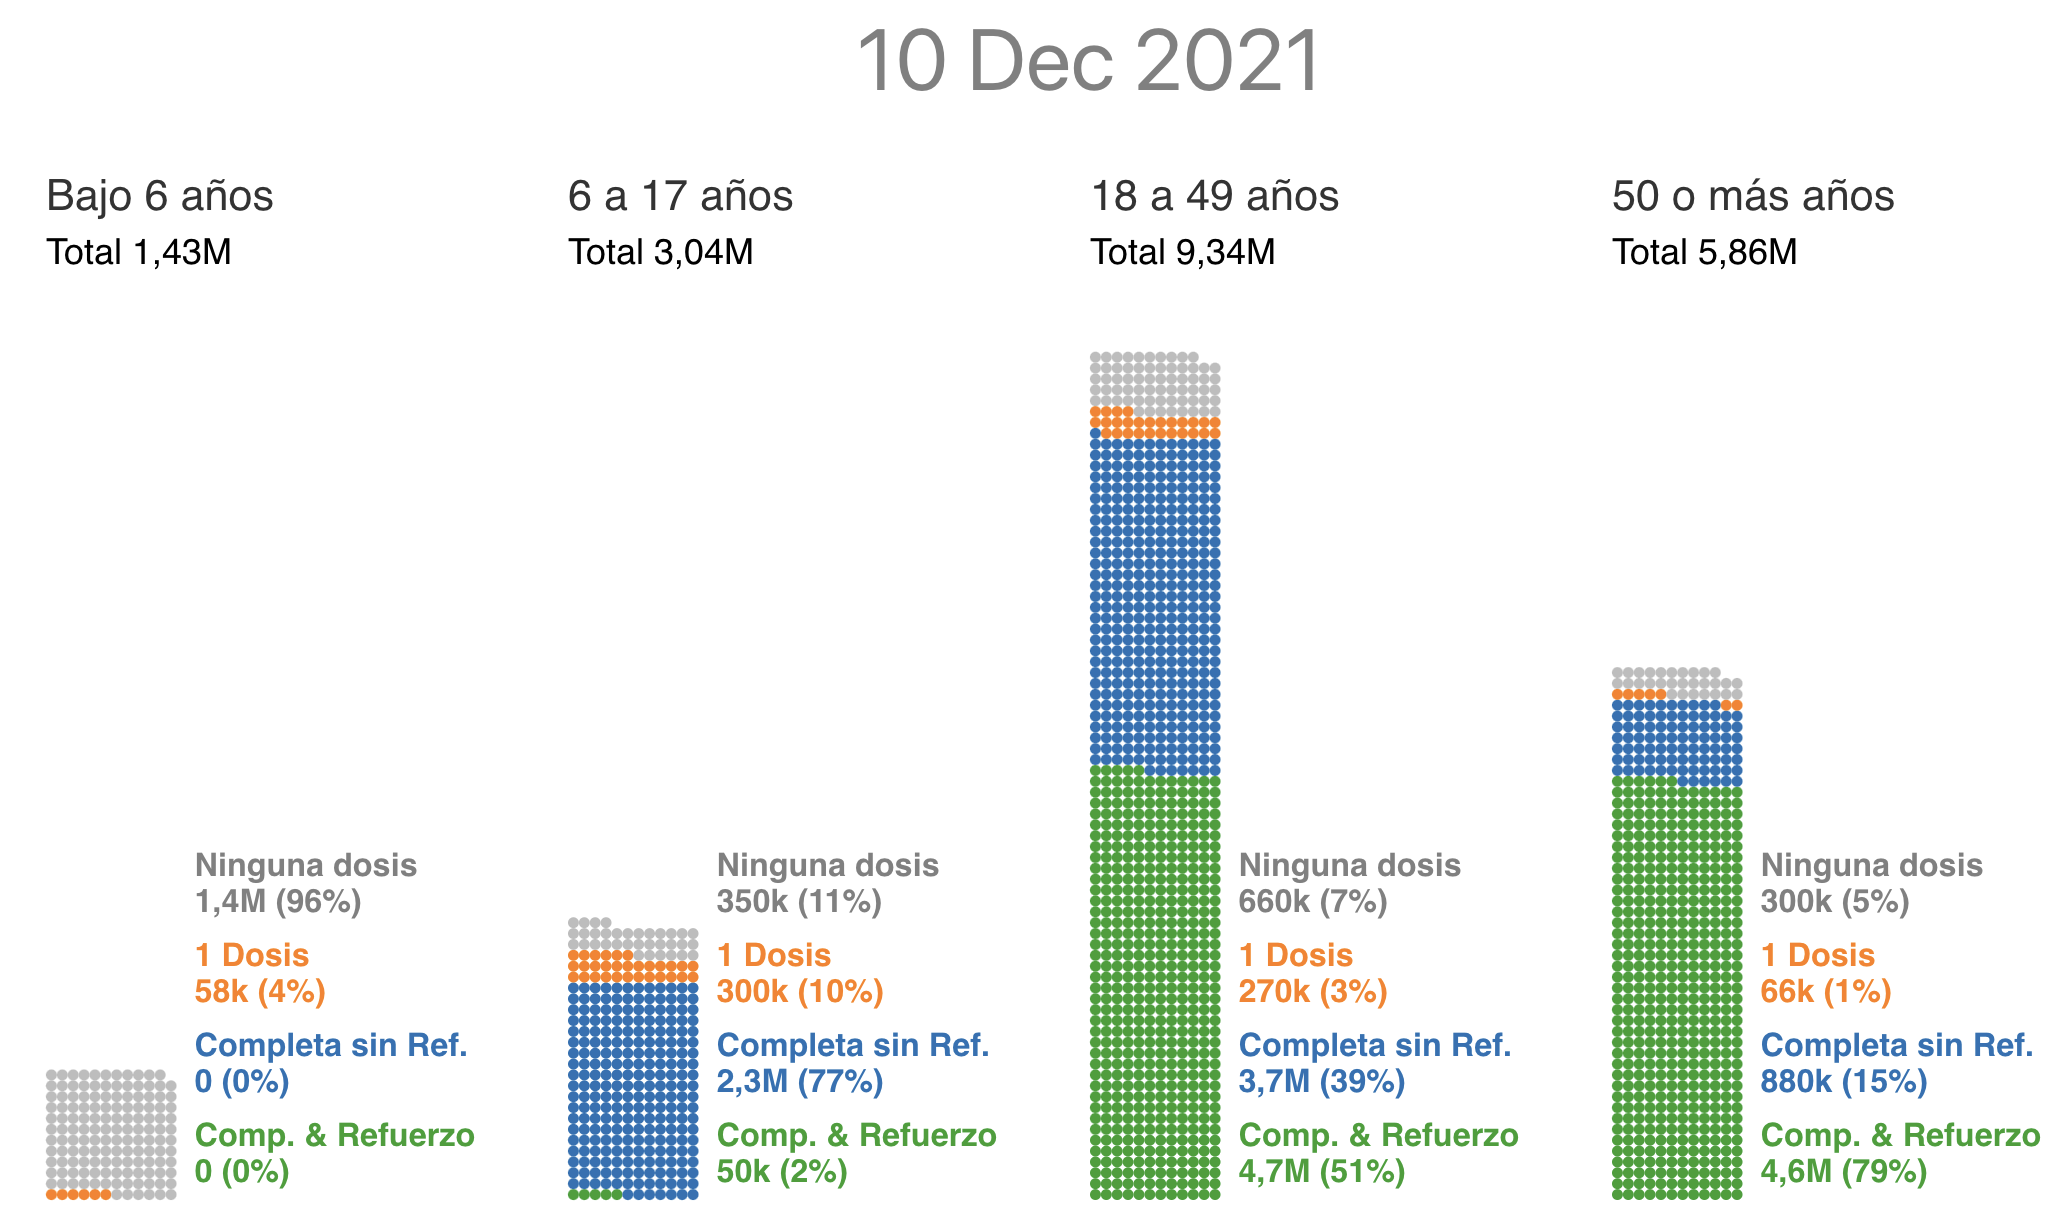 10 Dec 2021
Bajo 6 años
Total 1,43M
Ninguna dosis
1,4M (96%)
1 Dosis
58k (4%)
Completa sin Ref.
0 (0%)
Comp. & Refuerzo
0 (0%)
6 a 17 años
Total 3,04M
Ninguna dosis
350k (11%)
1 Dosis
300k (10%)
Completa sin Ref.
2,3M (77%)
Comp. & Refuerzo
50k (2%)
18 a 49 años
Total 9,34M
Ninguna dosis
660k (7%)
1 Dosis
270k (3%)
Completa sin Ref.
3,7M (39%)
Comp. & Refuerzo
4,7M (51%)
50 o más años
Total 5,86M
Ninguna dosis
300k (5%)
1 Dosis
66k (1%)
Completa sin Ref.
880k (15%)
Comp. & Refuerzo
4,6M (79%)